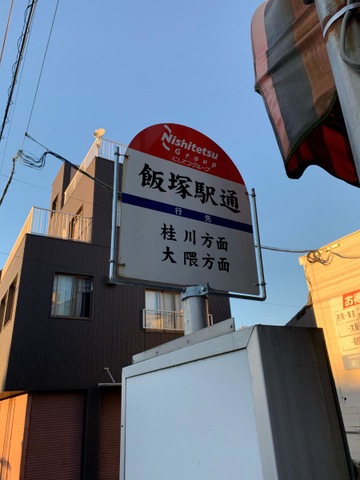 Nishitetsu
Group
にしてつグループ
飯塚駅通
行先
桂川方面
大隈方面